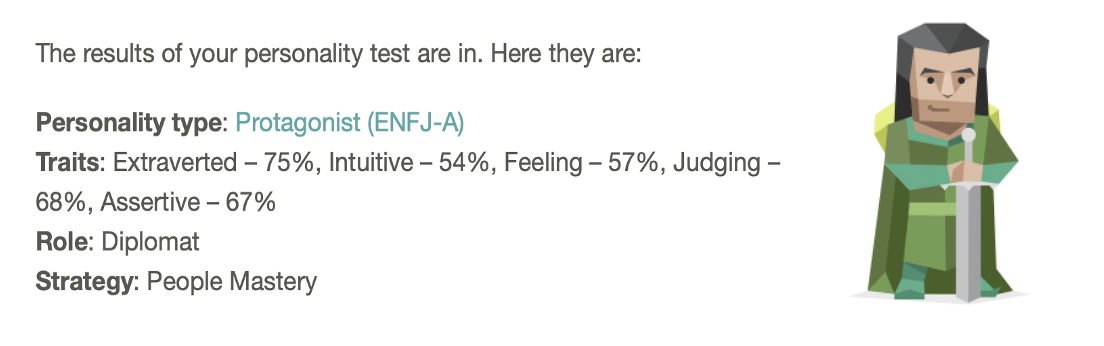 The results of your personality test are in. Here they are:
Personality type: Protagonist (ENFJ-A)
Traits: Extraverted – 75%, Intuitive – 54%, Feeling – 57%, Judging –
68%, Assertive – 67%
Role: Diplomat
Strategy: People Mastery